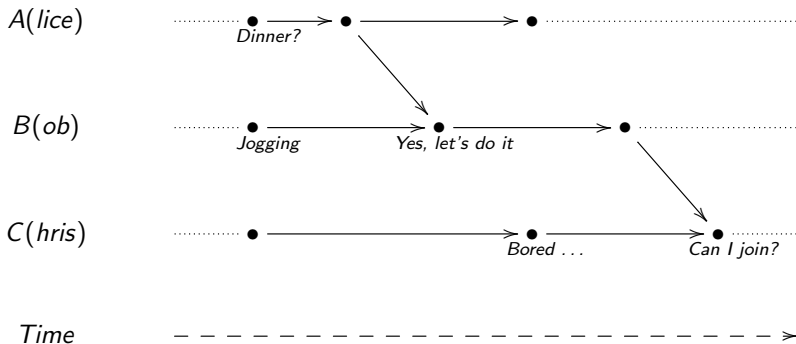 A(lice)
Dinner?
B(ob)
Jogging
Yes, let's do it
C(hris)
Bored ...
Can I join?
Time